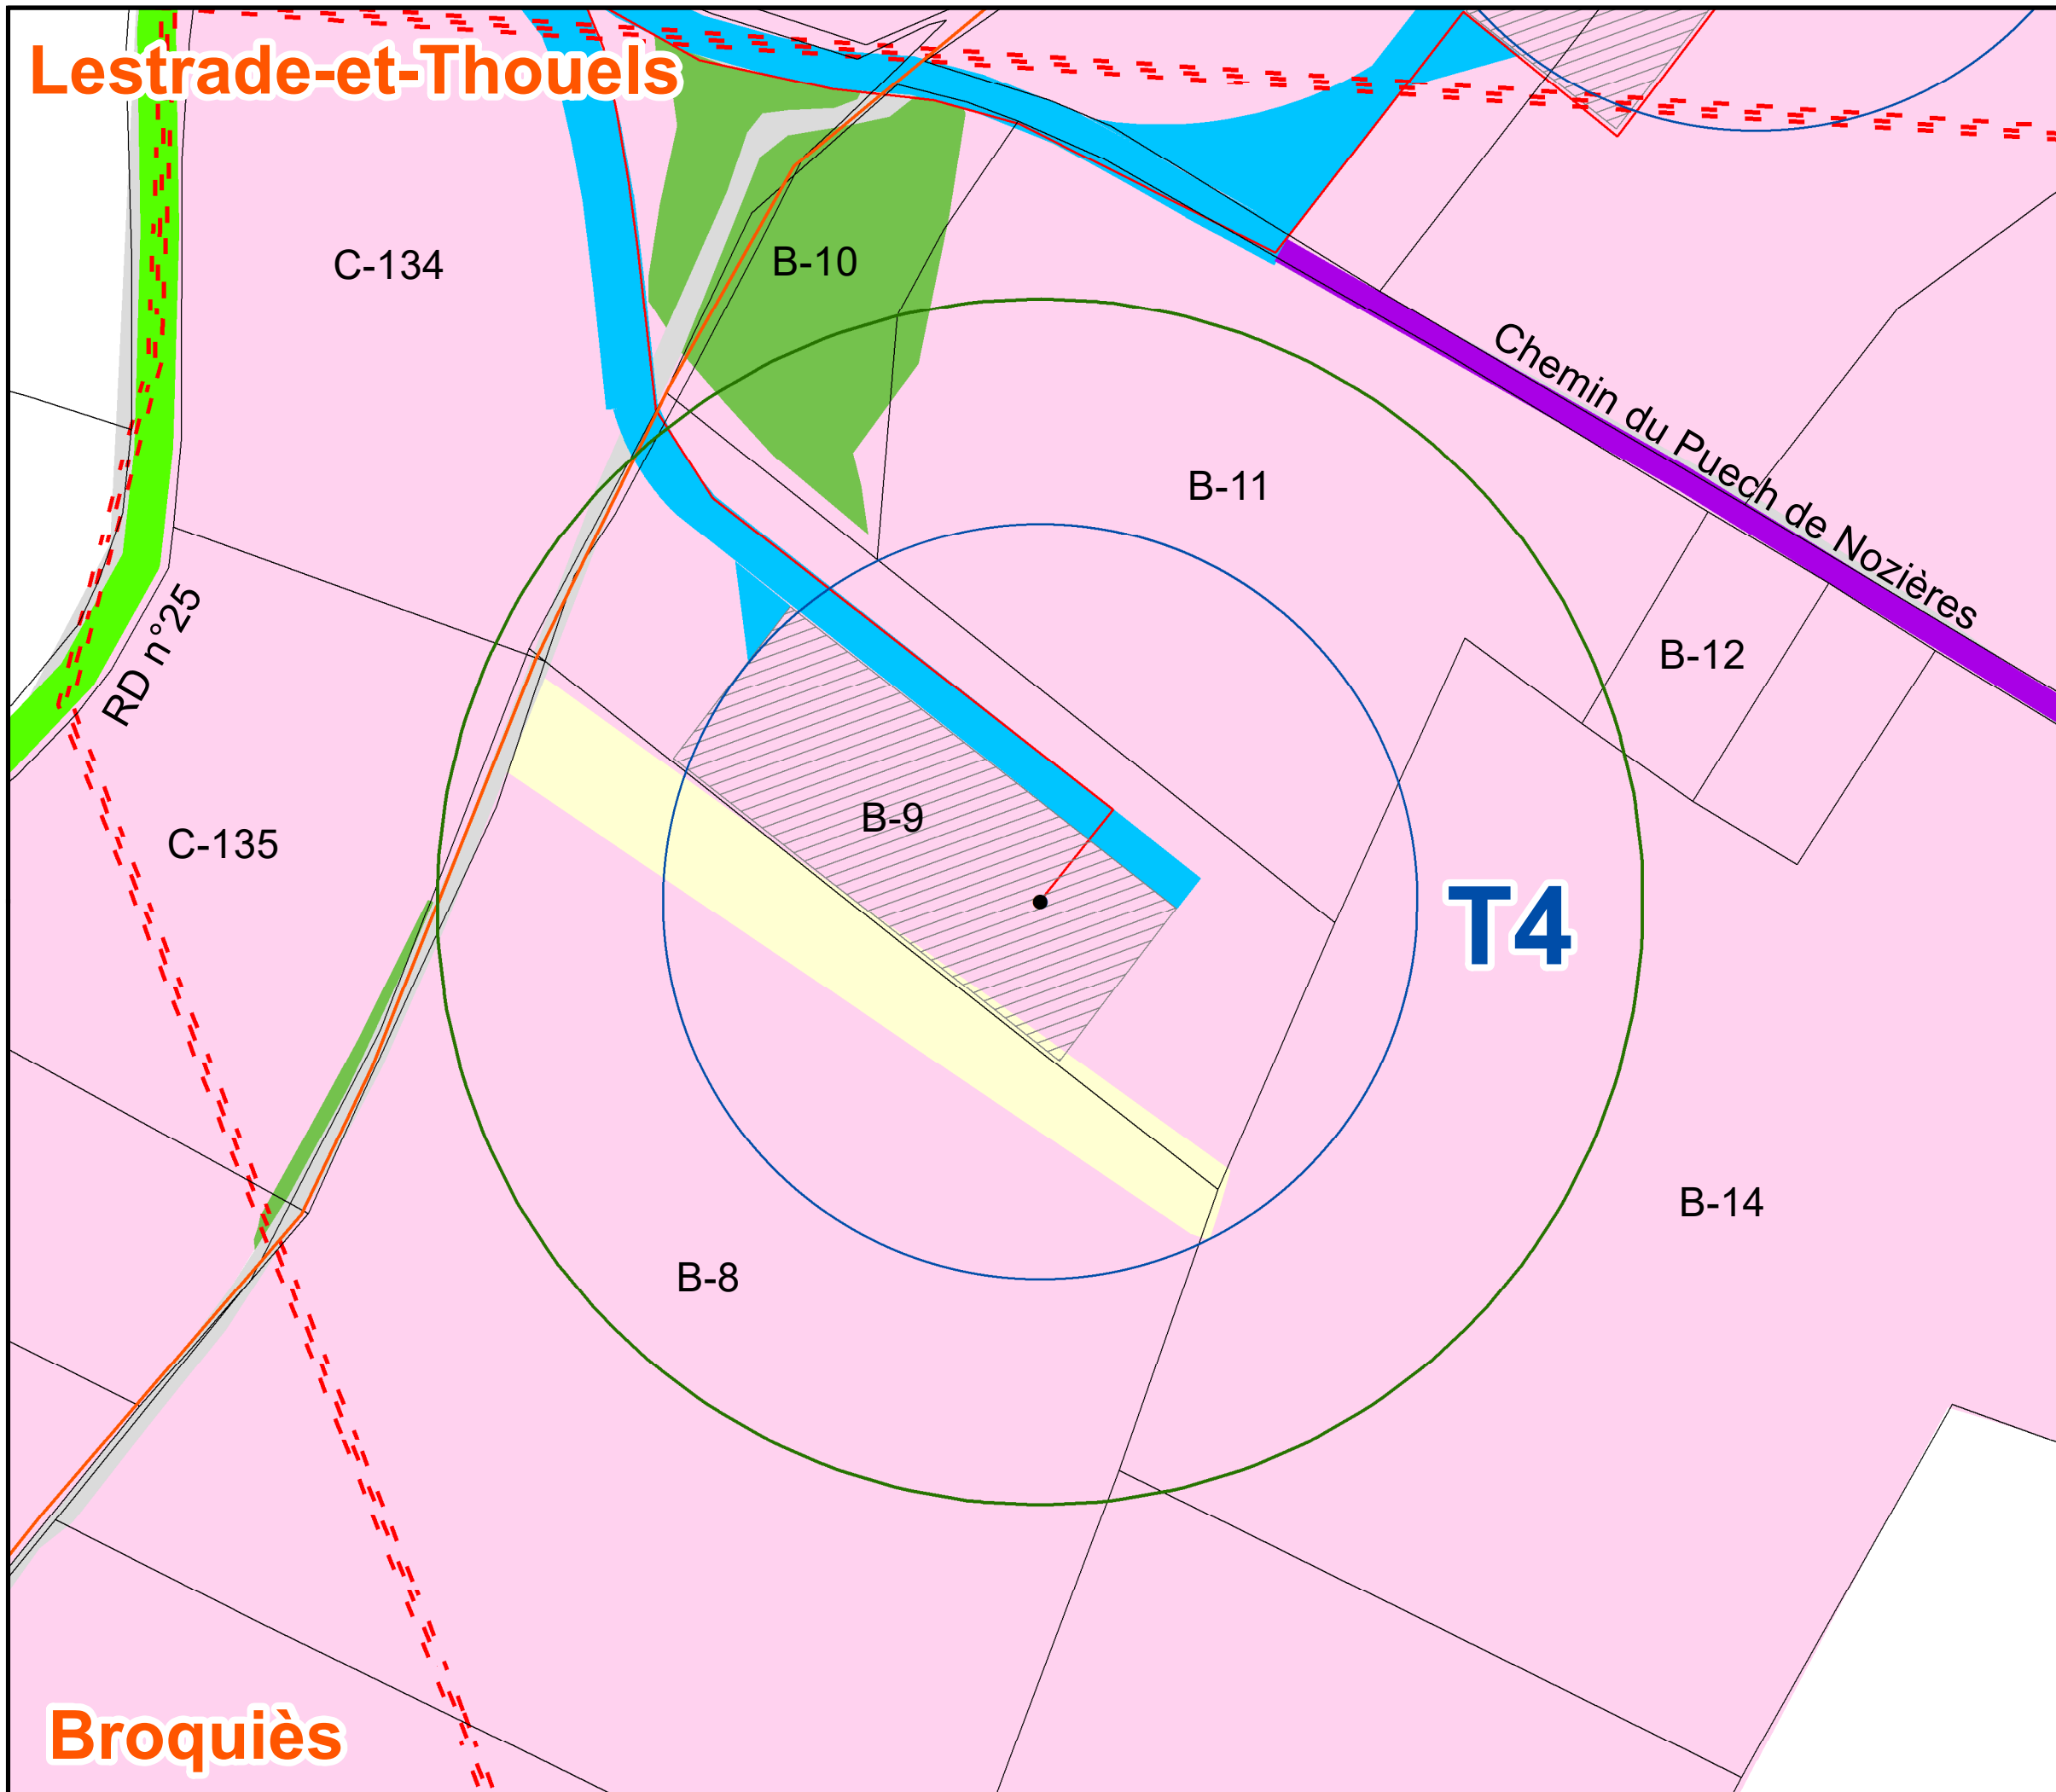 Lestrade-et-Thouels
C-134
B-10
Chemin du Puech de Nozières
B-11
RD n°25
B-12
B-9
C-135
T4
B-14
B-8
Broquiès